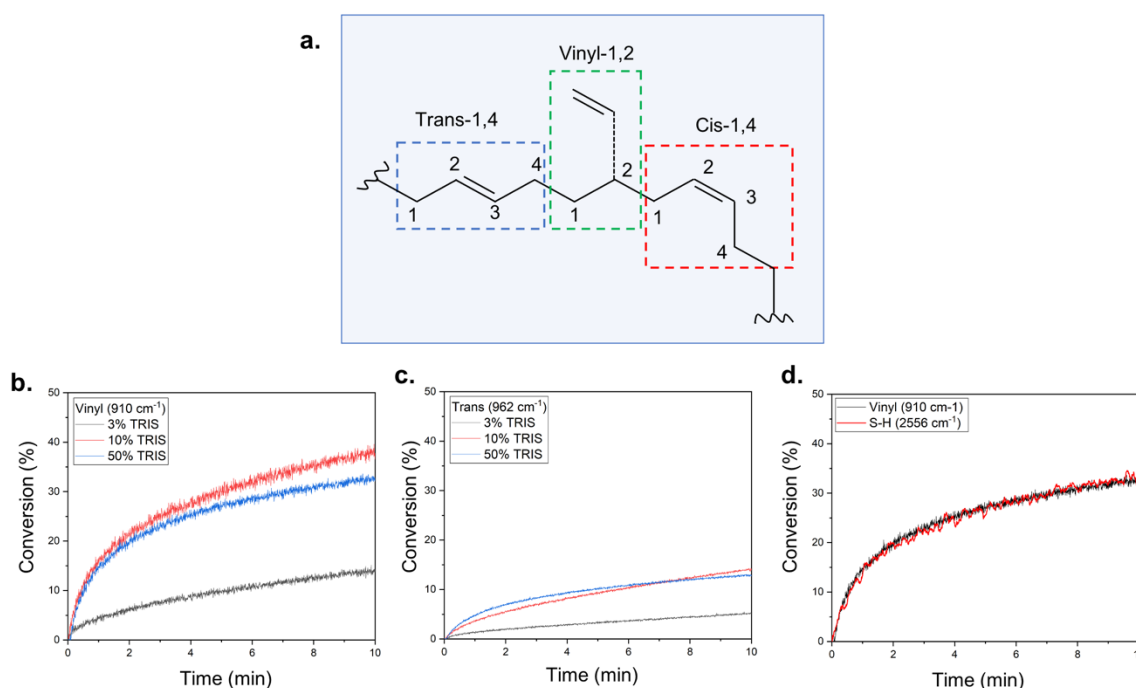 a.
Vinyl-1,2
Trans-1,4
Cis-1,4
2
4
2
2
3
1
3
1
1
4
b.
50
40
30
20
10
0
Conversion (%)
Vinyl (910 cm⁻¹)
3% TRIS
10% TRIS
50% TRIS
0 2 4 6 8 10
Time (min)
c.
50
40
30
20
10
0
Conversion (%)
Trans (962 cm⁻¹)
3% TRIS
10% TRIS
50% TRIS
0 2 4 6 8 10
Time (min)
d.
50
40
30
20
10
0
Conversion (%)
Vinyl (910 cm-1)
S-H (2556 cm⁻¹)
0 2 4 6 8 1
Time (min)